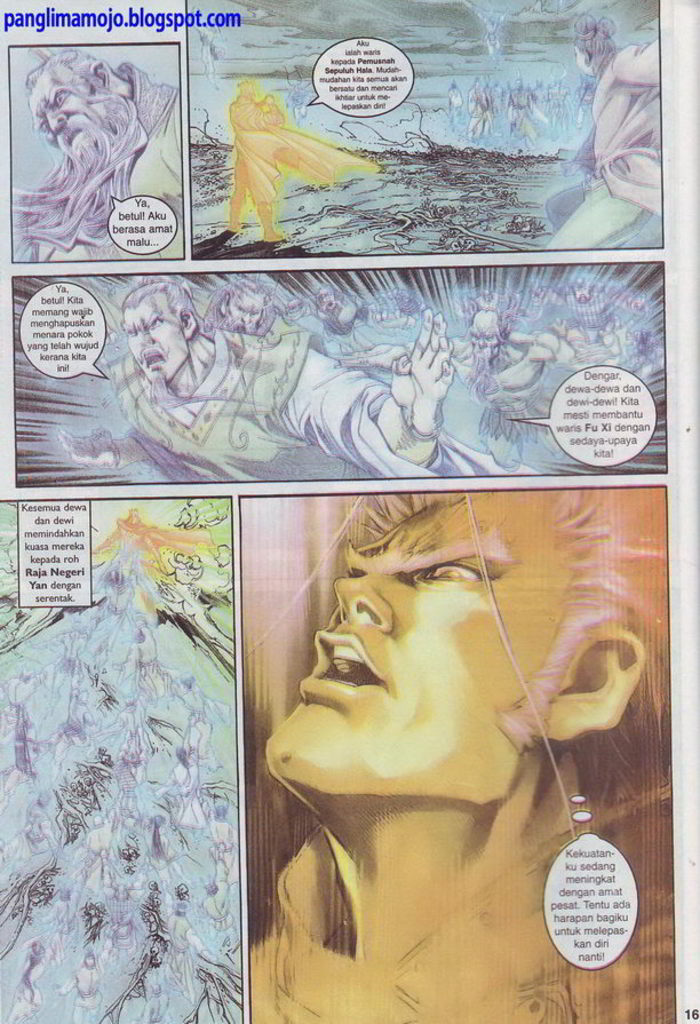 panglimamojo.blogspot.com
Ya,
betul! Aku
berasa amat
malu...
Aku
ialah waris
kepada Pemusnah
Sepuluh Hala. Mudah-
mudahan kita semua akan
bersatu dan mencari
ikhtiar untuk me-
lepaskan diri!
Ya,
betul! Kita
memang wajib
menghapuskan
menara pokok
yang telah wujud
kerana kita
ini!
Dengar,
dewa-dewa dan
dewi-dewi! Kita
mesti membantu
waris Fu Xi dengan
sedaya-upaya
kita!
Kesemua dewa
dan dewi
memindahkan
kuasa mereka
kepada roh
Raja Negeri
Yan dengan
serentak.
Kekuatan-
ku sedang
meningkat
dengan amat
pesat. Tentu ada
harapan bagiku
untuk melepas-
kan diri
nanti!
16